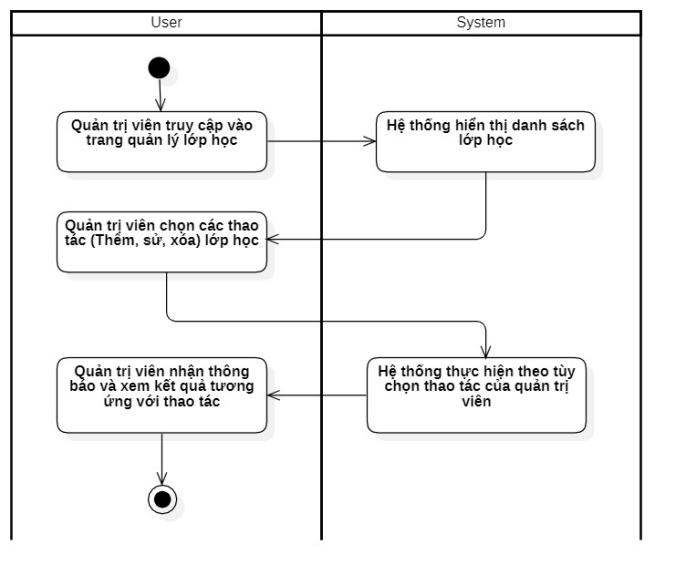 User
System
Quản trị viên truy cập vào
trang quản lý lớp học
Hệ thống hiển thị danh sách
lớp học
Quản trị viên chọn các thao
tác (Thêm, sử, xóa) lớp học
Quản trị viên nhận thông
báo và xem kết quả tương
ứng với thao tác
Hệ thống thực hiện theo tùy
chọn thao tác của quản trị
viên